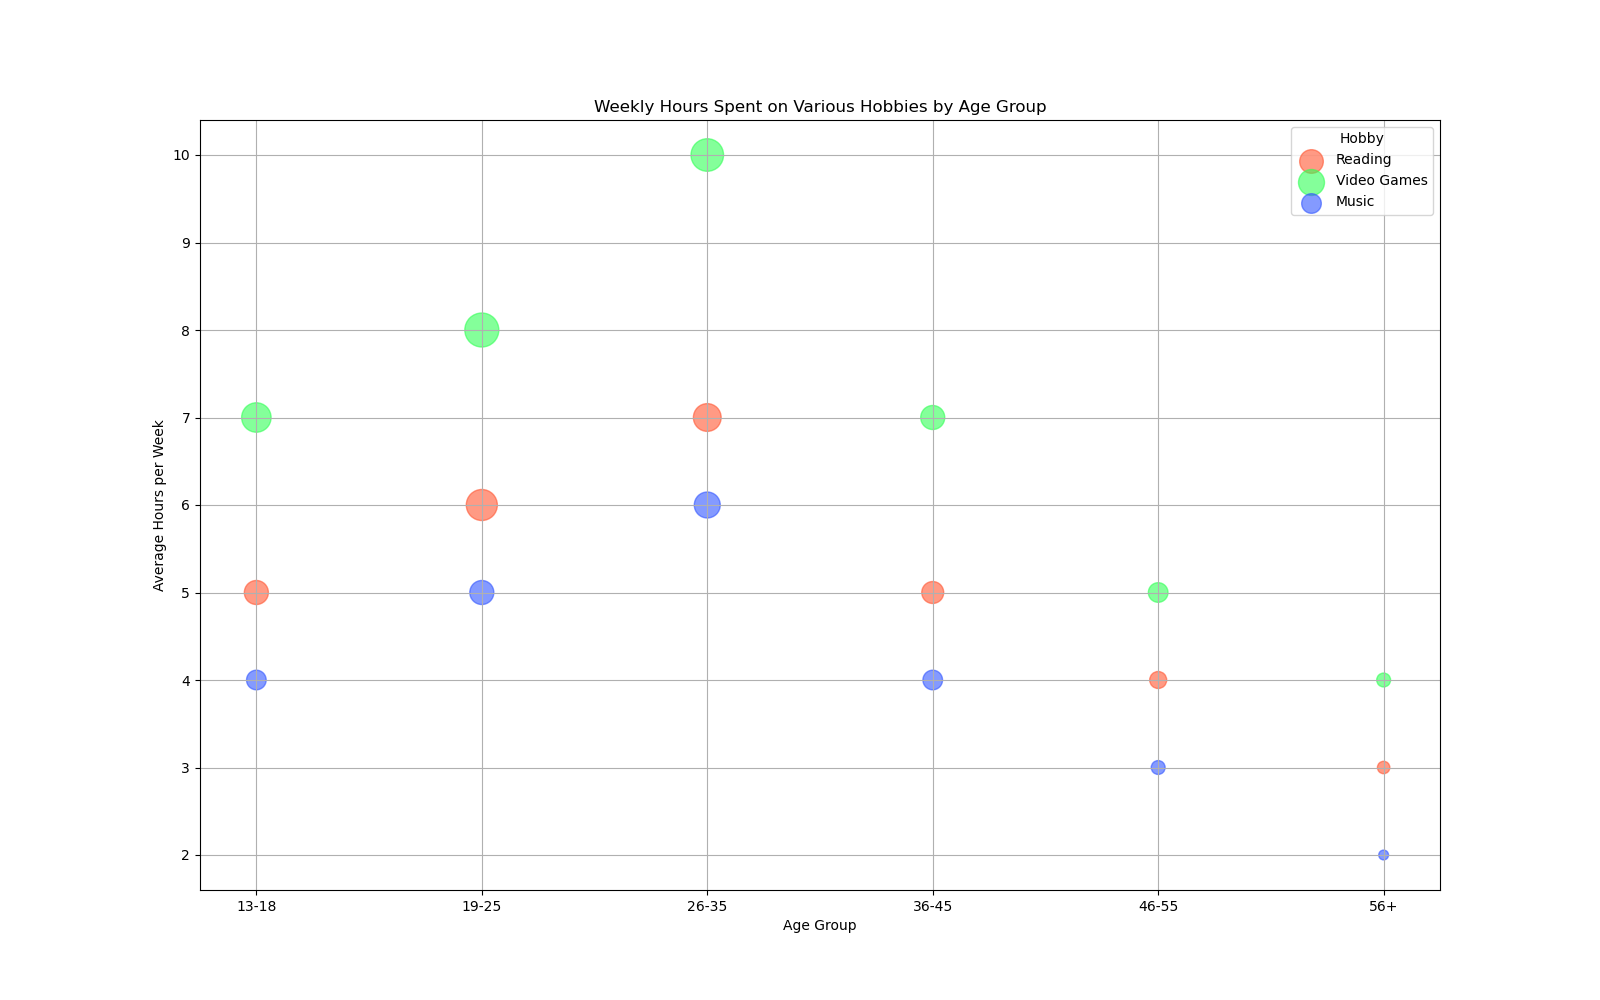 Weekly Hours Spent on Various Hobbies by Age Group
Hobby
Reading
Video Games
Music
Average Hours per Week
10
9
8
7
6
5
4
3
2
13-18
19-25
26-35
36-45
46-55
56+
Age Group